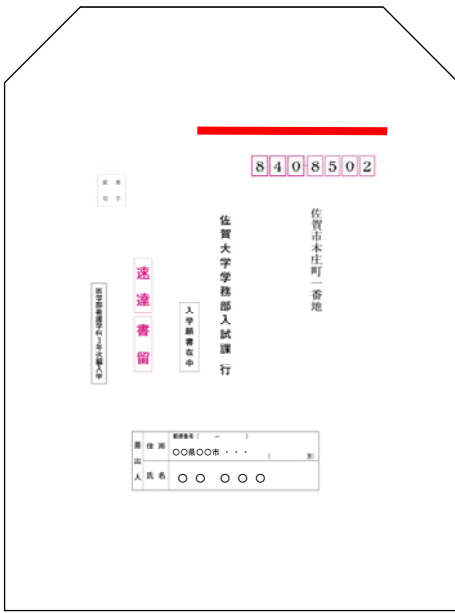 8408502
佐賀市本庄町一番地
佐賀大学学務部入試課 行
入学願書在中
速達
書留
医学部看護学科3年次編入学
差出人
住所
郵便番号( － )
〇〇県〇〇市・・・
( 方)
氏名
〇〇 〇〇〇